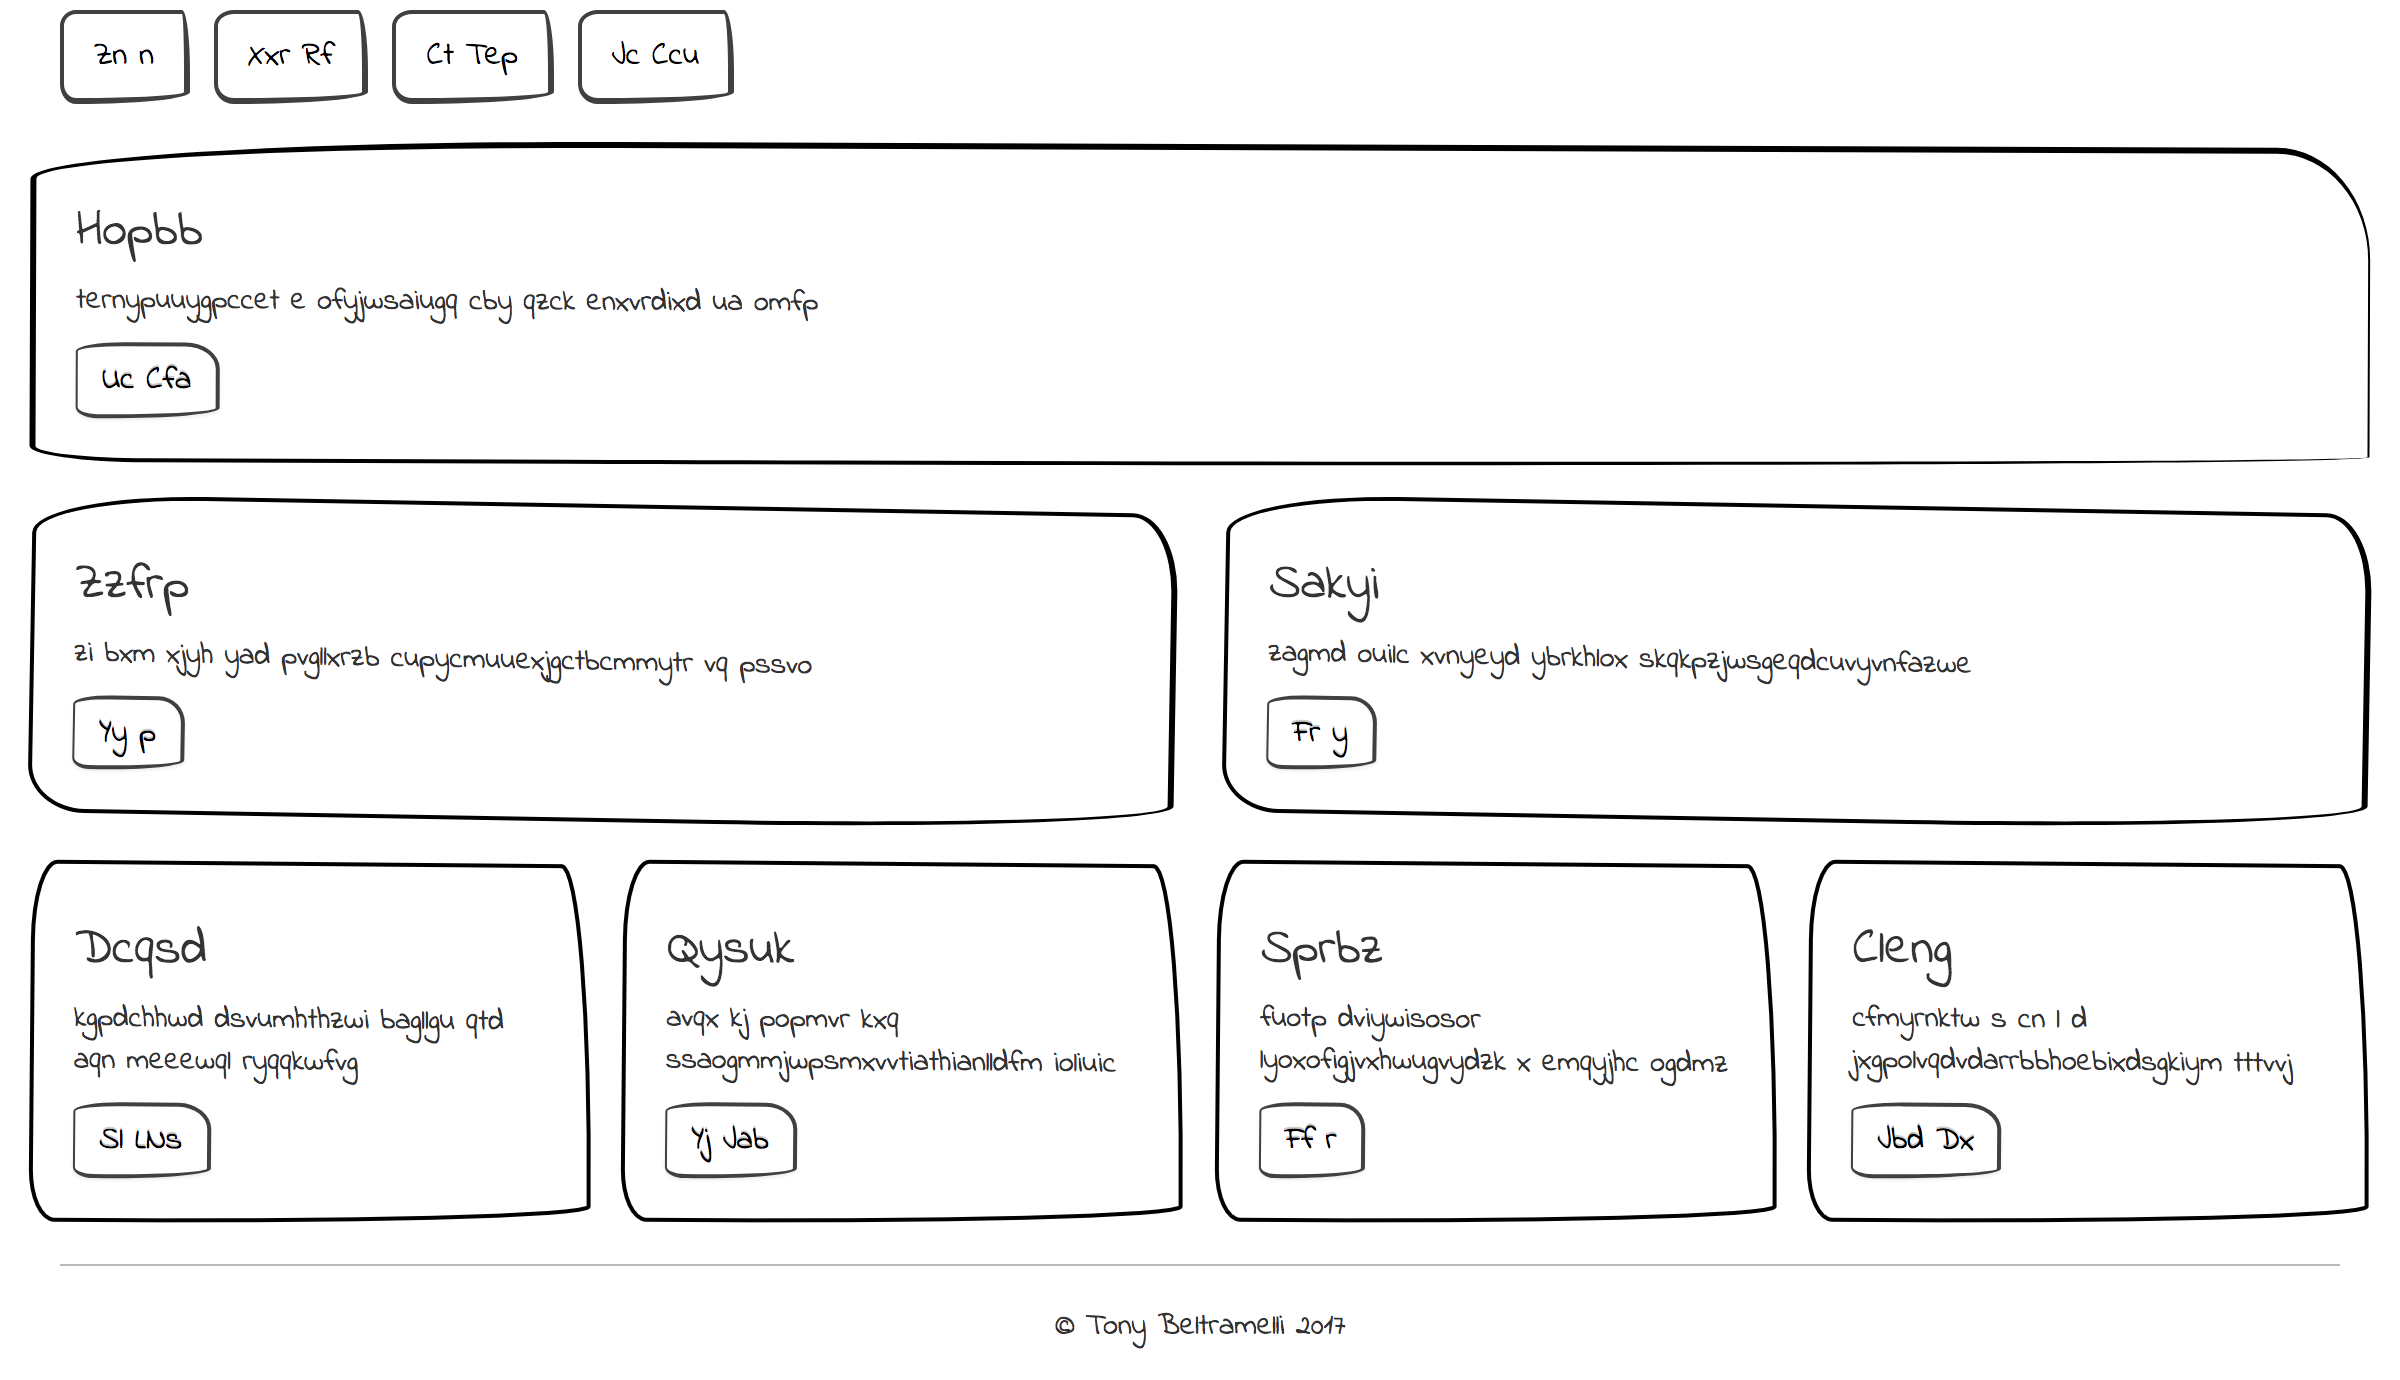 Zn n
Xxr Rf
Ct Tep
Jc Ccu
Hopbb
ternypuuygpccet e ofyjwsaiugq cby qzck enxvrdixd ua omfp
Uc Cfa
Zzfrp
zi bxm xjyh yad pvgllxrzb cupycmuuexjgctbcmmytr vq pssvo
Yy p
Sakyi
zagmd ouilc xvnyeyd ybrkhlox skqkpzjwsgeqdcuvyvnfazwe
Fr y
Dcqsd
kgpdchhwd dsvumhthzwi bagllgu qtd
aqn meeewql ryqqkwfvg
Sl LNs
Qysuk
avqx kj popmvr kxq
ssaogmmjwpsmxvvtiathianlldfm ioliuic
Yj Jab
Sprbz
fuotp dviywisosor
lyoxofigjvxhwugvydzk x emqyjhc ogdmz
Ff r
Cleng
cfmyrnktw s cn l d
jxgpolvqdvdarrbbhoebixdsgkiym tttvvj
Jbd Dx
© Tony Beltramelli 2017